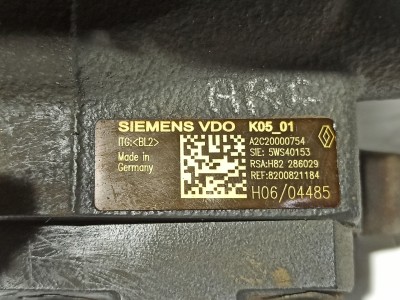 SIEMENS VDO K05_01
ITG:<BL2>
Made in
Germany
A2C20000754
SIE: 5WS40153
RSA:H82 286029
REF:8200821184
H06/04485